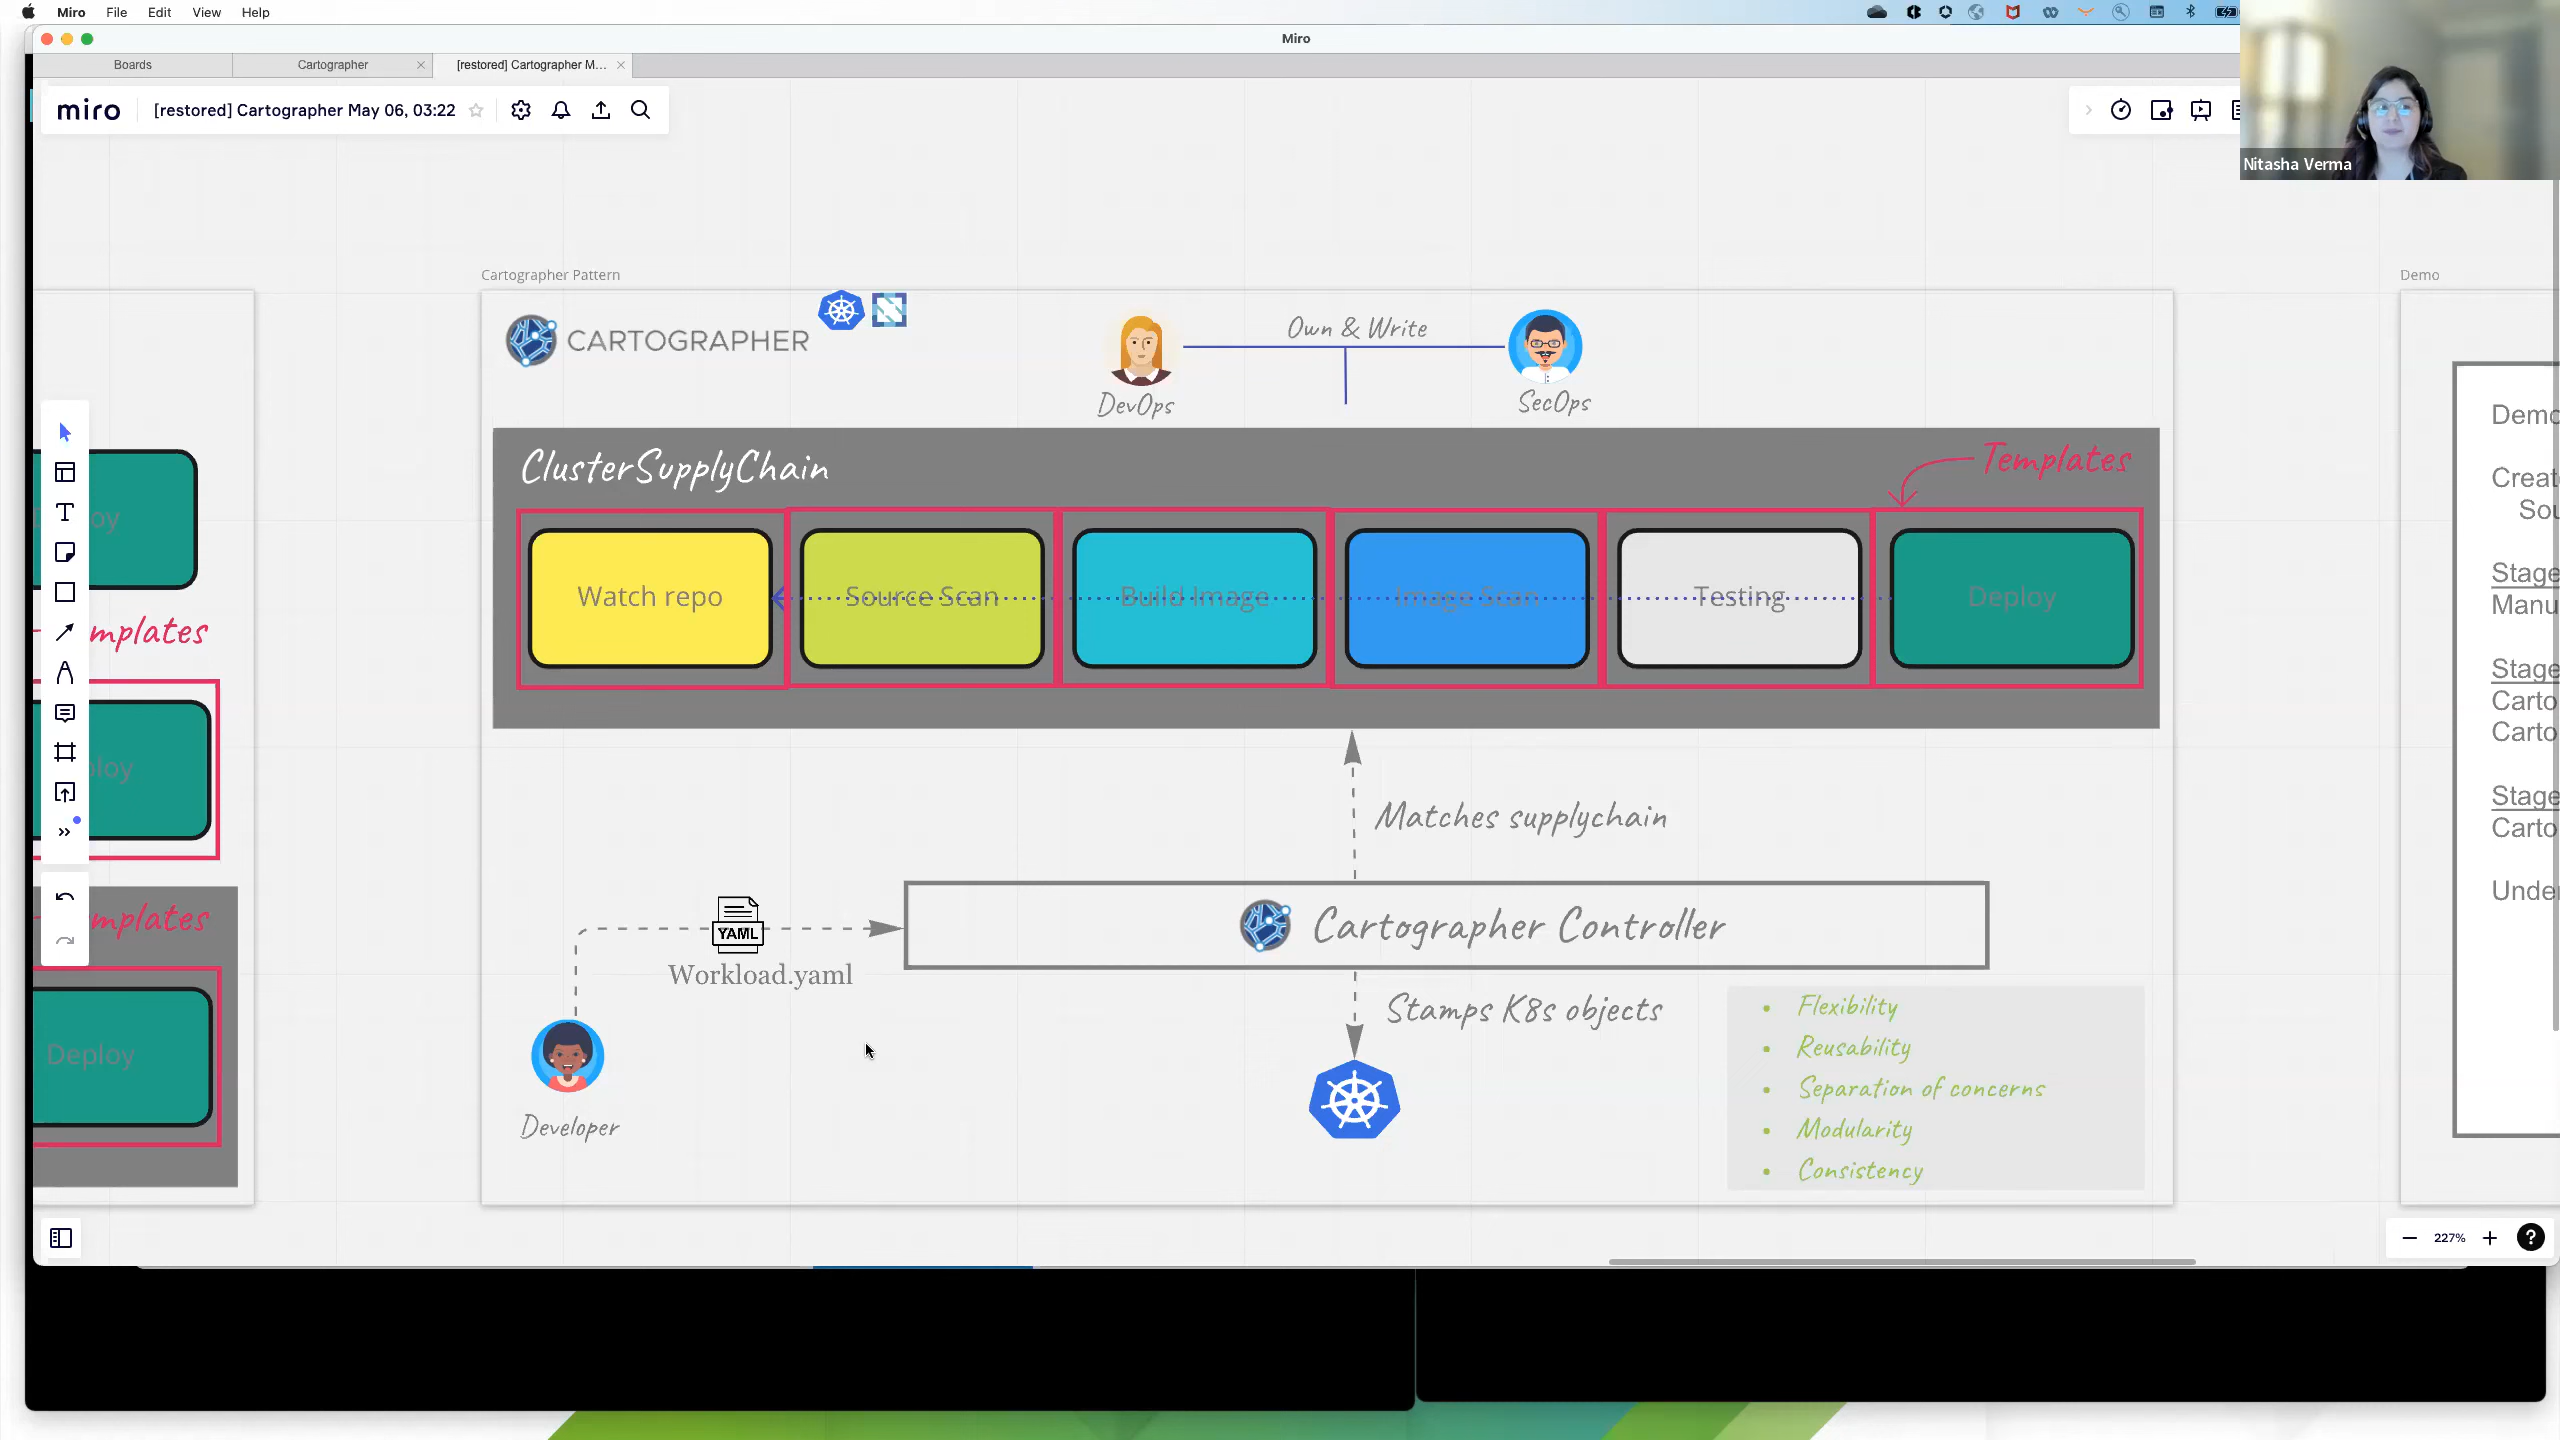 Miro File Edit View Help
Miro
Boards Cartographer [restored] Cartographer M...
miro [restored] Cartographer May 06, 03:22
Nitasha Verma
Cartographer Pattern
Demo
CARTOGRAPHER
Own & Write
DevOps
SecOps
ClusterSupplyChain
Templates
Watch repo
Source Scan
Build Image
Image Scan
Testing
Deploy
Matches supplychain
Cartographer Controller
YAML
Workload.yaml
Stamps K8s objects
Developer
• Flexibility
• Reusability
• Separation of concerns
• Modularity
• Consistency
oy
mplates
ploy
mplates
Deploy
Demo
Creat
Sou
Stage
Manu
Stage
Carto
Carto
Stage
Carto
Unde
227%